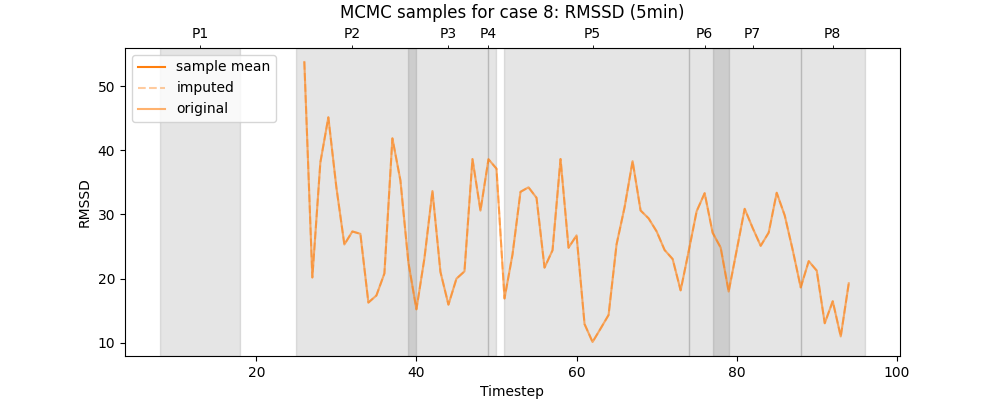 MCMC samples for case 8: RMSSD (5min)
P1 P2 P3 P4 P5 P6 P7 P8
sample mean
imputed
original
50
40
30
20
10
RMSSD
20 40 60 80 100
Timestep